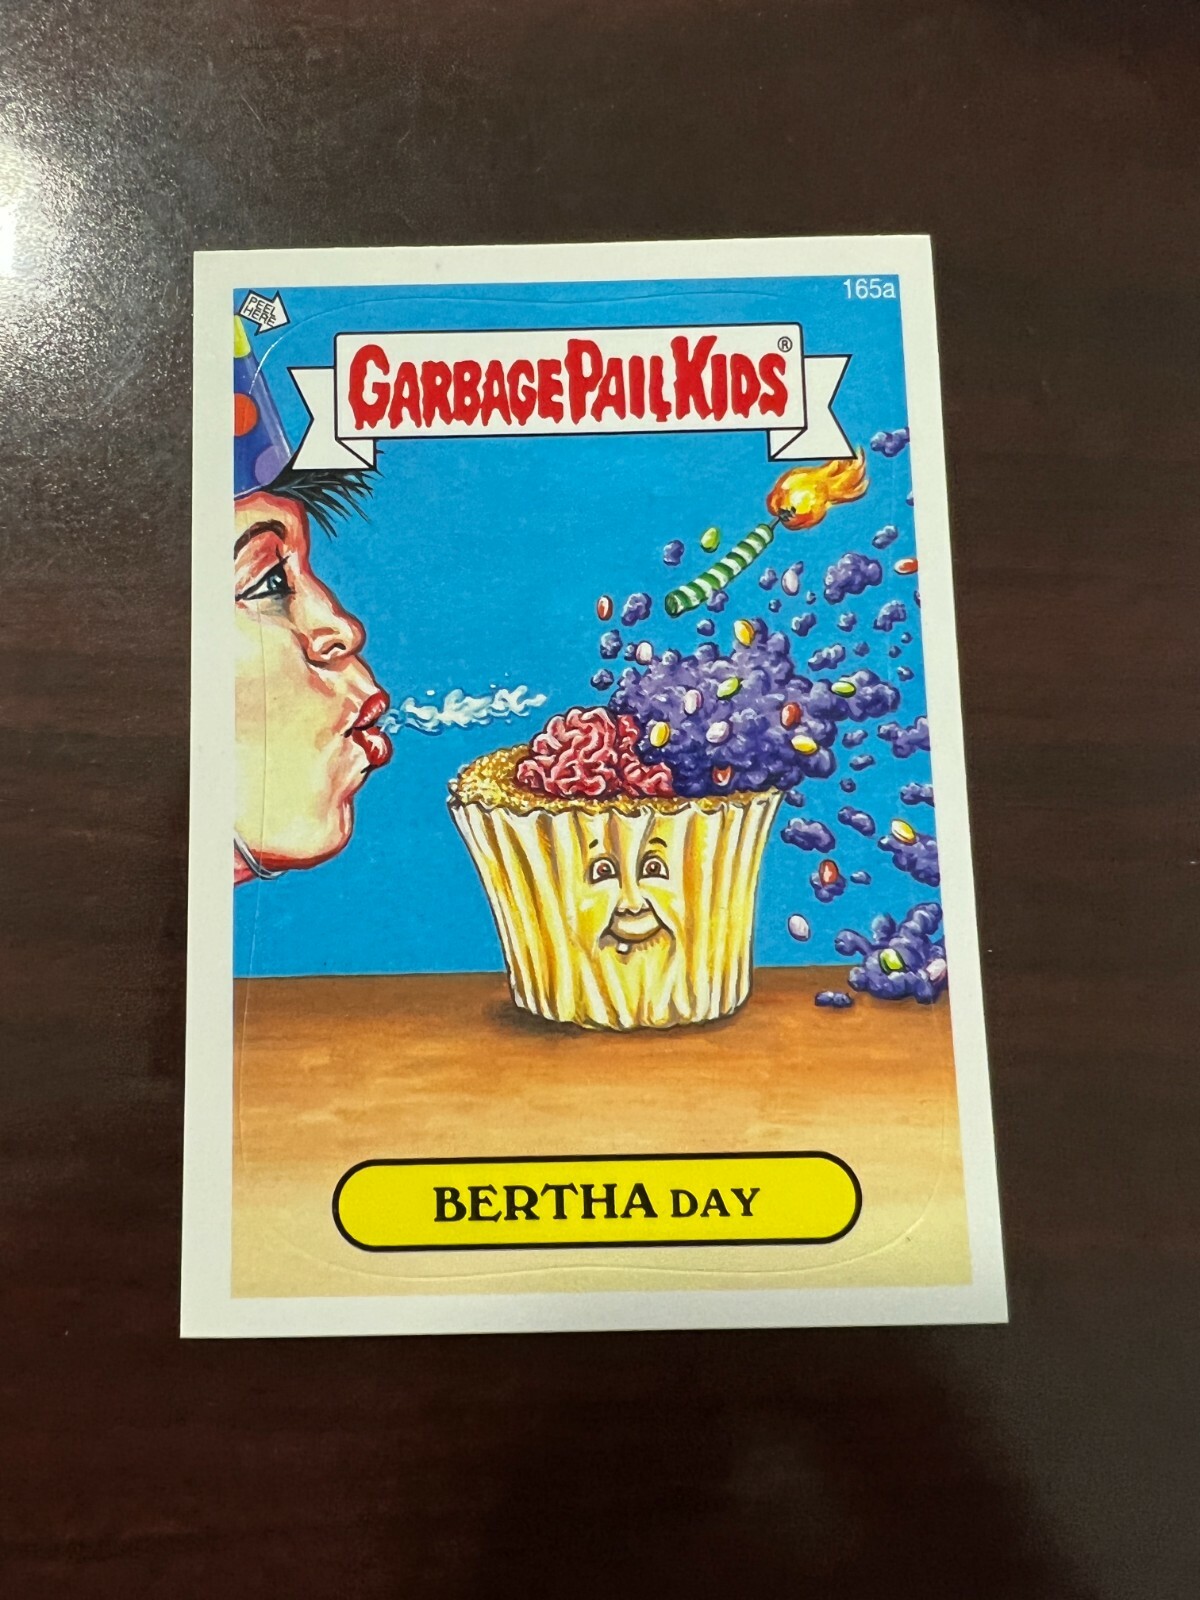 165a
PEEL
HERE
GARBAGE PAIL KIDS®
BERTHA DAY